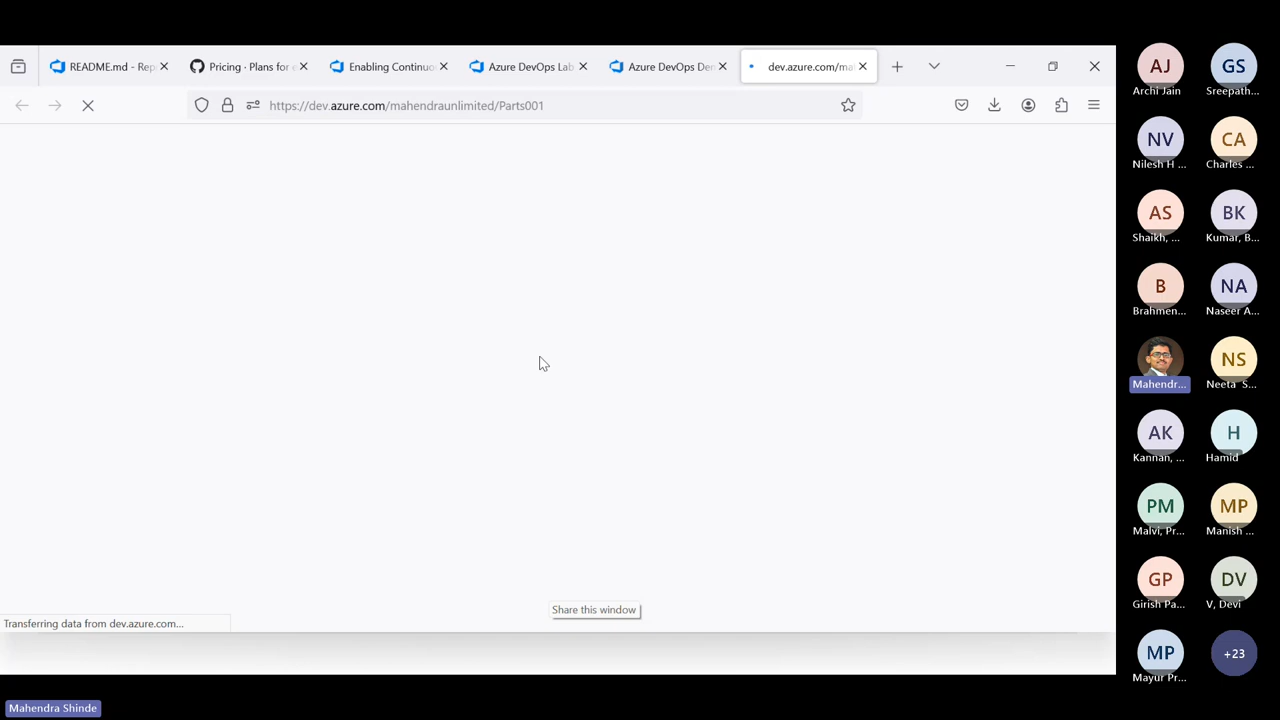 README.md - Rep
Pricing · Plans for e
Enabling Continuo
Azure DevOps Lab
Azure DevOps Der
dev.azure.com/ma
https://dev.azure.com/mahendraunlimited/Parts001
Share this window
Transferring data from dev.azure.com...
AJ
Archi Jain
GS
Sreepath...
NV
Nilesh H ...
CA
Charles ...
AS
Shaikh, ...
BK
Kumar, B...
B
Brahmen...
NA
Naseer A...
Mahendr...
NS
Neeta S...
AK
Kannan, ...
H
Hamid
PM
Malvi, Pr...
MP
Manish ...
GP
Girish Pa...
DV
V, Devi
MP
Mayur Pr...
+23
Mahendra Shinde